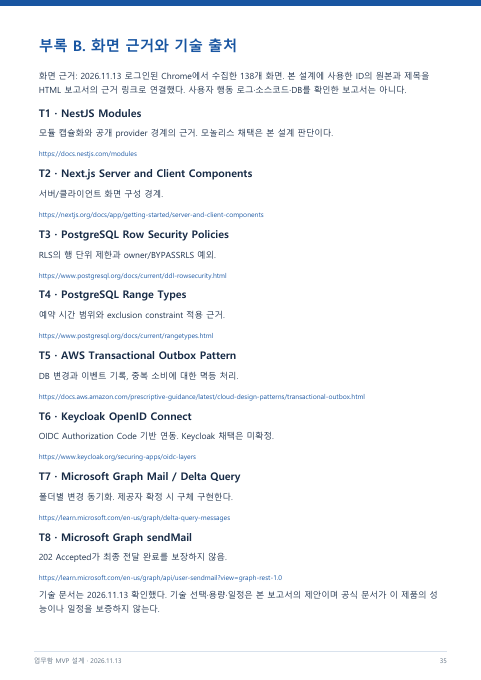 부록 B. 화면 근거와 기술 출처
화면 근거: 2026.11.13 로그인된 Chrome에서 수집한 138개 화면. 본 설계에 사용한 ID의 원본과 제목을
HTML 보고서의 근거 링크로 연결했다. 사용자 행동 로그·소스코드·DB를 확인한 보고서는 아니다.
T1 · NestJS Modules
모듈 캡슐화와 공개 provider 경계의 근거. 모놀리스 채택은 본 설계 판단이다.
https://docs.nestjs.com/modules
T2 · Next.js Server and Client Components
서버/클라이언트 화면 구성 경계.
https://nextjs.org/docs/app/getting-started/server-and-client-components
T3 · PostgreSQL Row Security Policies
RLS의 행 단위 제한과 owner/BYPASSRLS 예외.
https://www.postgresql.org/docs/current/ddl-rowsecurity.html
T4 · PostgreSQL Range Types
예약 시간 범위와 exclusion constraint 적용 근거.
https://www.postgresql.org/docs/current/rangetypes.html
T5 · AWS Transactional Outbox Pattern
DB 변경과 이벤트 기록, 중복 소비에 대한 멱등 처리.
https://docs.aws.amazon.com/prescriptive-guidance/latest/cloud-design-patterns/transactional-outbox.html
T6 · Keycloak OpenID Connect
OIDC Authorization Code 기반 연동. Keycloak 채택은 미확정.
https://www.keycloak.org/securing-apps/oidc-layers
T7 · Microsoft Graph Mail / Delta Query
폴더별 변경 동기화. 제공자 확정 시 구체 구현한다.
https://learn.microsoft.com/en-us/graph/delta-query-messages
T8 · Microsoft Graph sendMail
202 Accepted가 최종 전달 완료를 보장하지 않음.
https://learn.microsoft.com/en-us/graph/api/user-sendmail?view=graph-rest-1.0
기술 문서는 2026.11.13 확인했다. 기술 선택·용량·일정은 본 보고서의 제안이며 공식 문서가 이 제품의 성
능이나 일정을 보증하지 않는다.
업무함 MVP 설계 · 2026.11.13
35